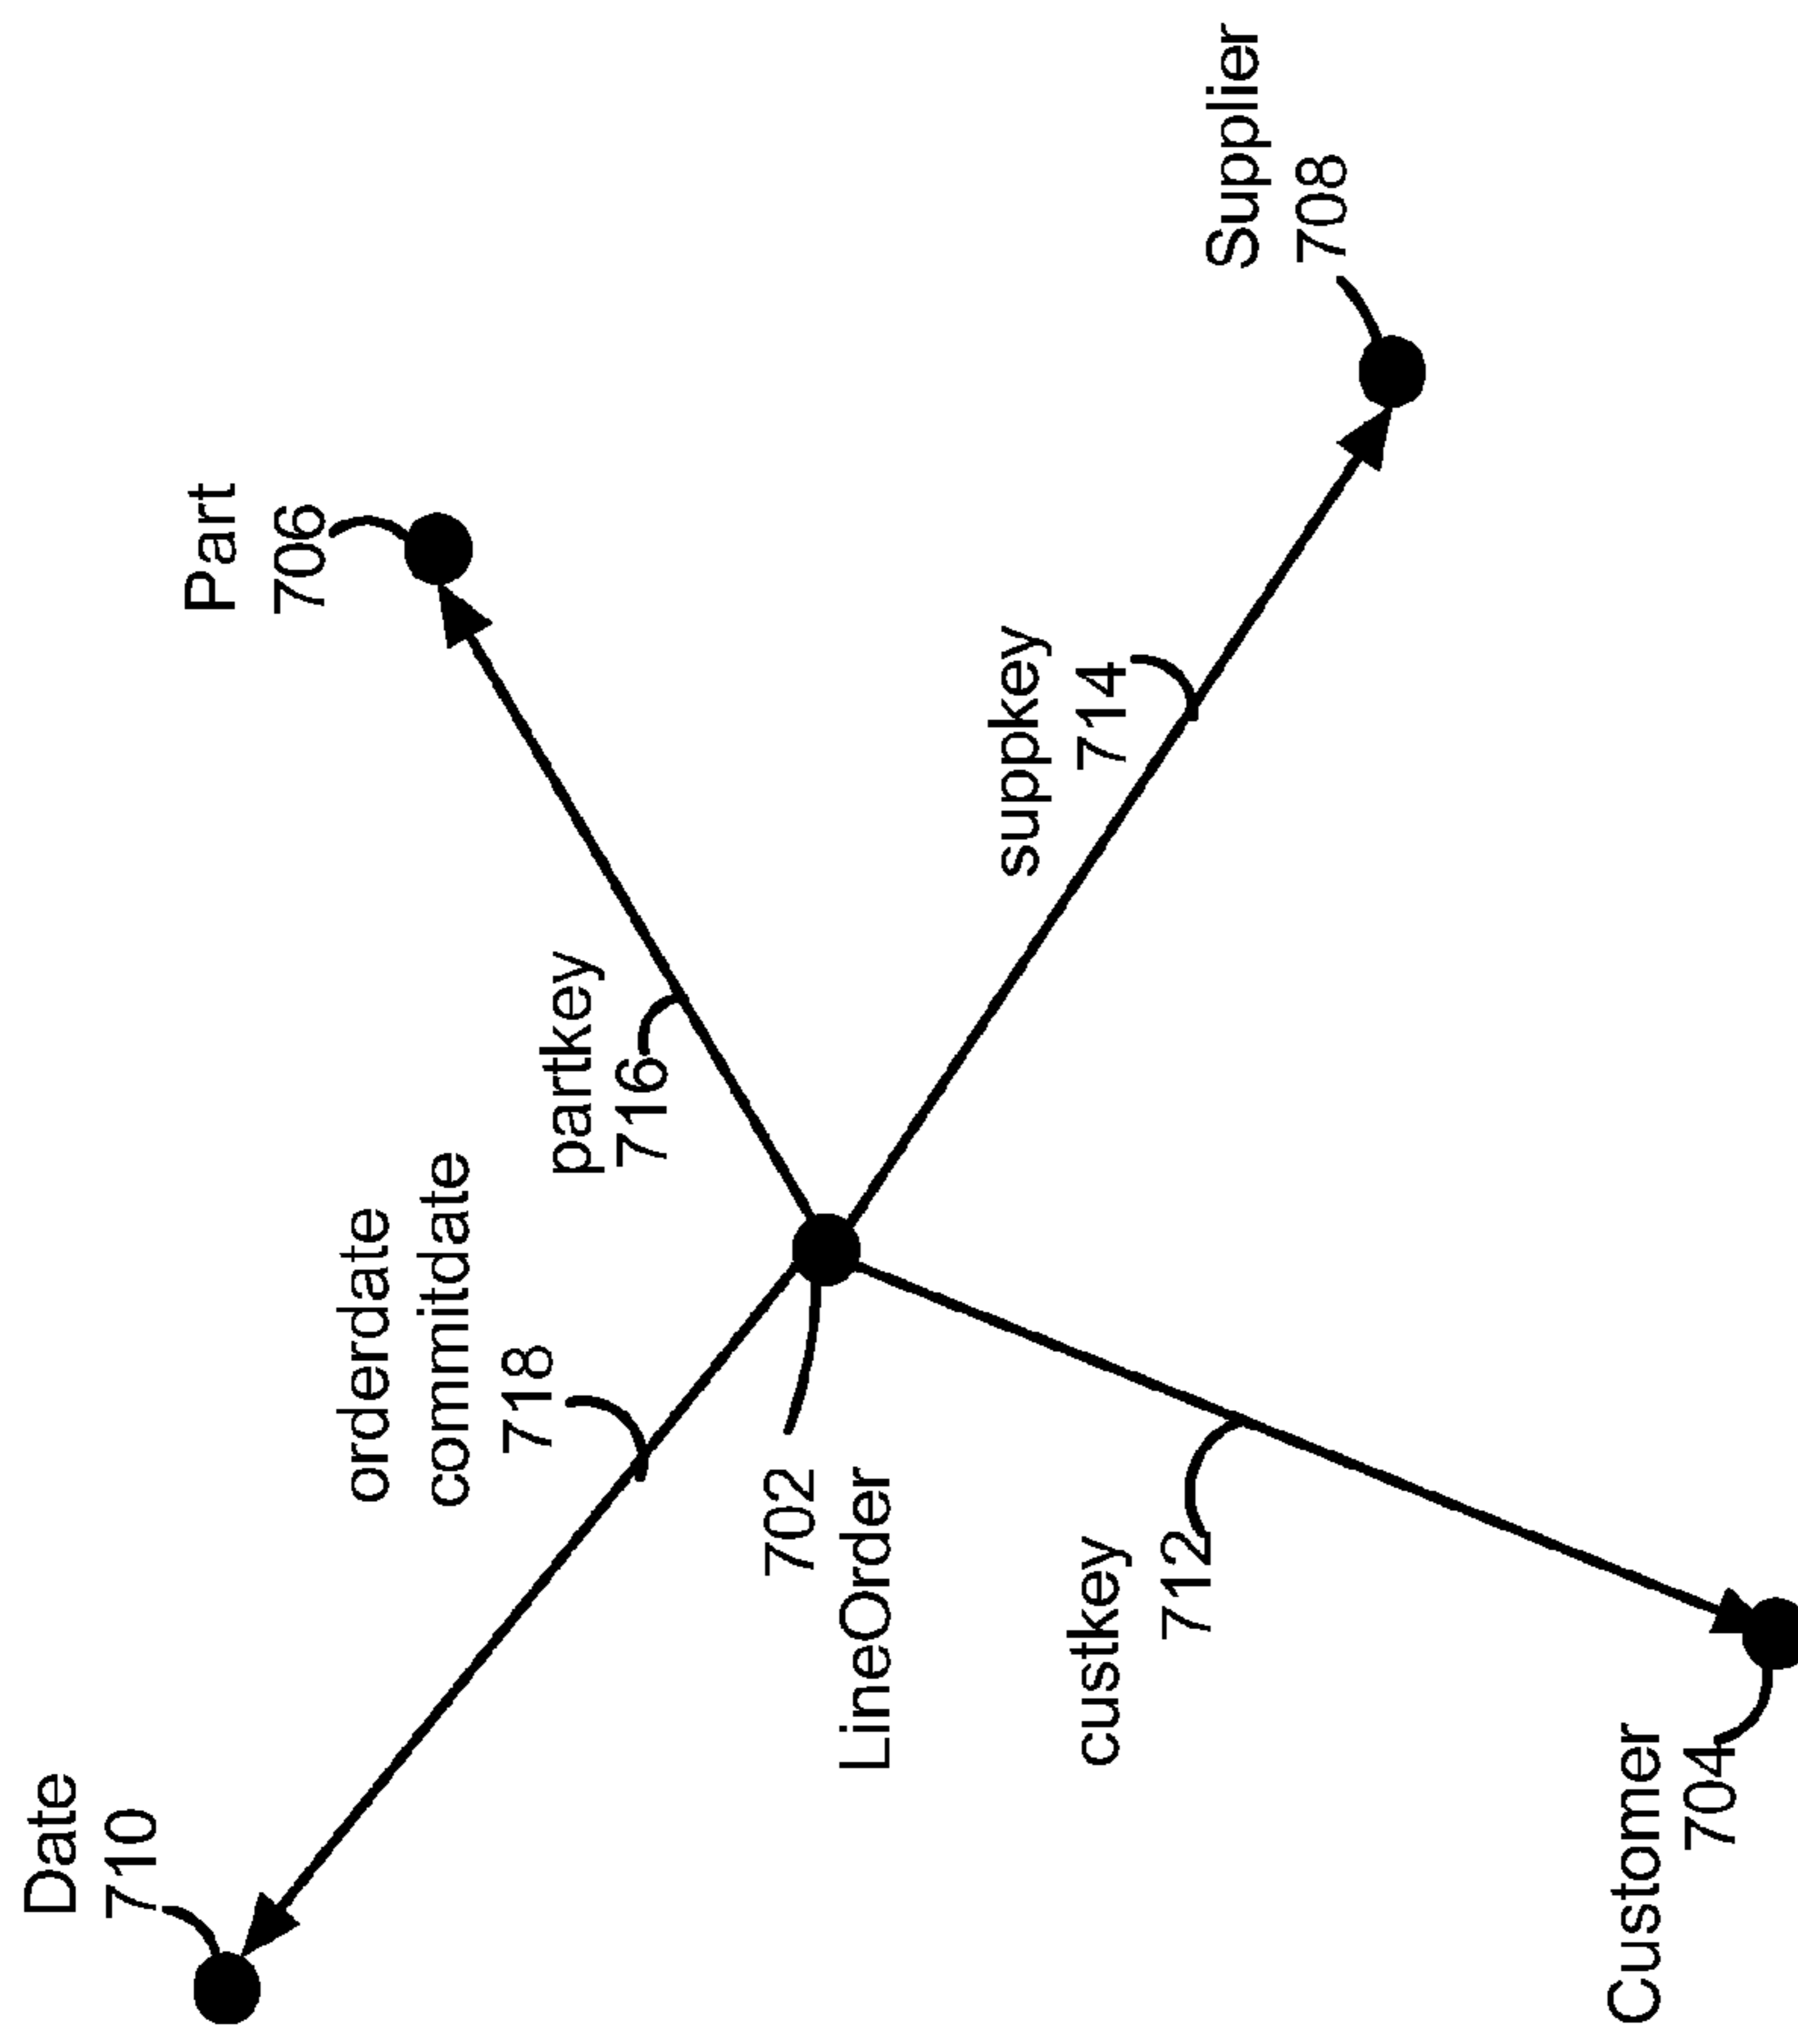 Date
710
orderdate
commitdate
718
Part
706
partkey
716
702
LineOrder
suppkey
714
Supplier
708
custkey
712
Customer
704